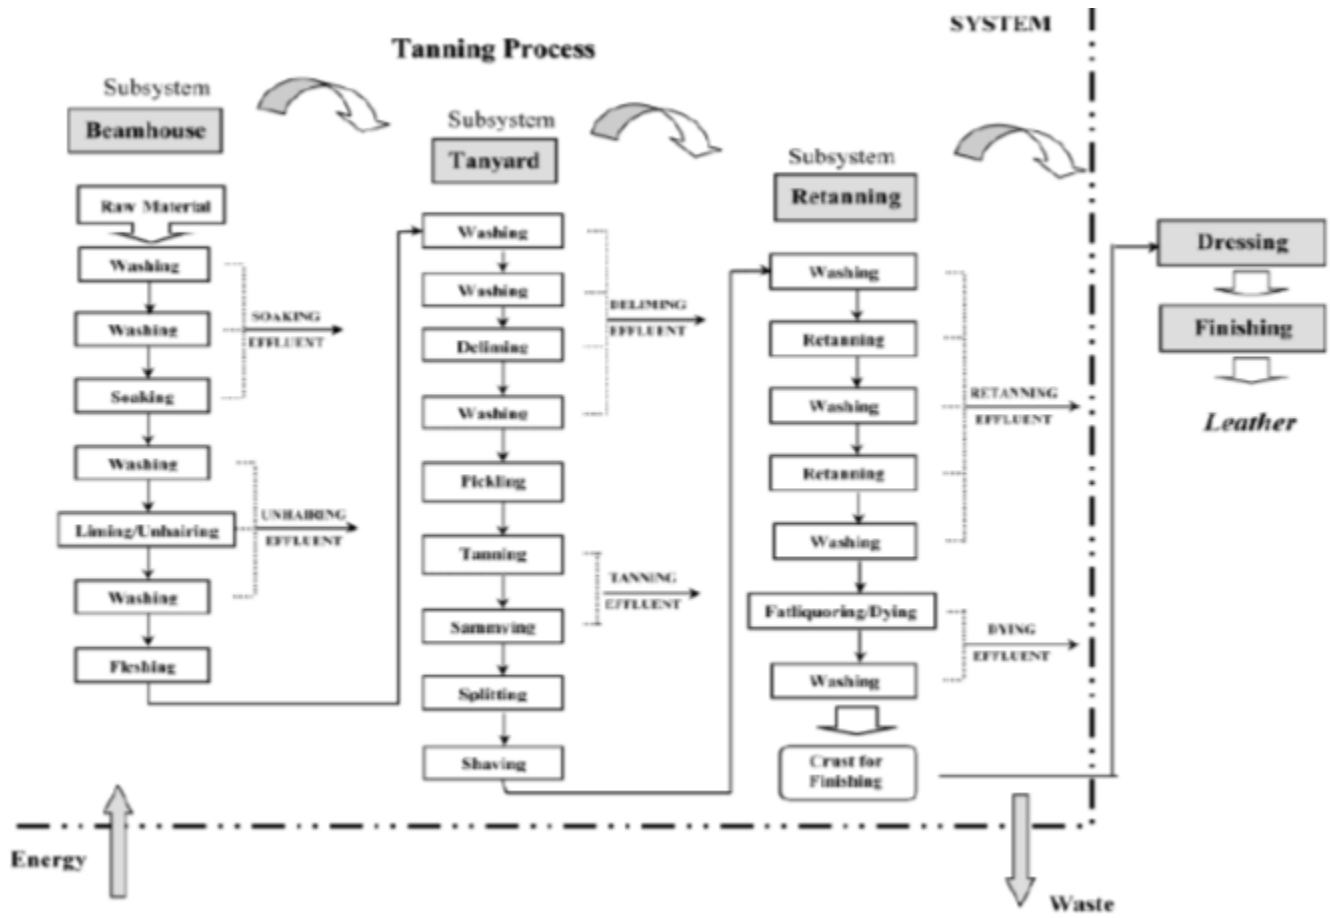 SYSTEM
Tanning Process
Subsystem
Beamhouse
Raw Material
Washing
Washing
Soaking
SOAKING
EFFLUENT
Washing
Liming/Unhairing
Washing
UNHAIRING
EFFLUENT
Fleshing
Subsystem
Tanyard
Washing
Washing
Deliming
Washing
DELIMING
EFFLUENT
Pickling
Tanning
Sammying
TANNING
EFFLUENT
Splitting
Shaving
Subsystem
Retanning
Washing
Retanning
Washing
Retanning
Washing
RETANNING
EFFLUENT
Fatliquoring/Dying
Washing
DYING
EFFLUENT
Crust for
Finishing
Dressing
Finishing
Leather
Energy
Waste